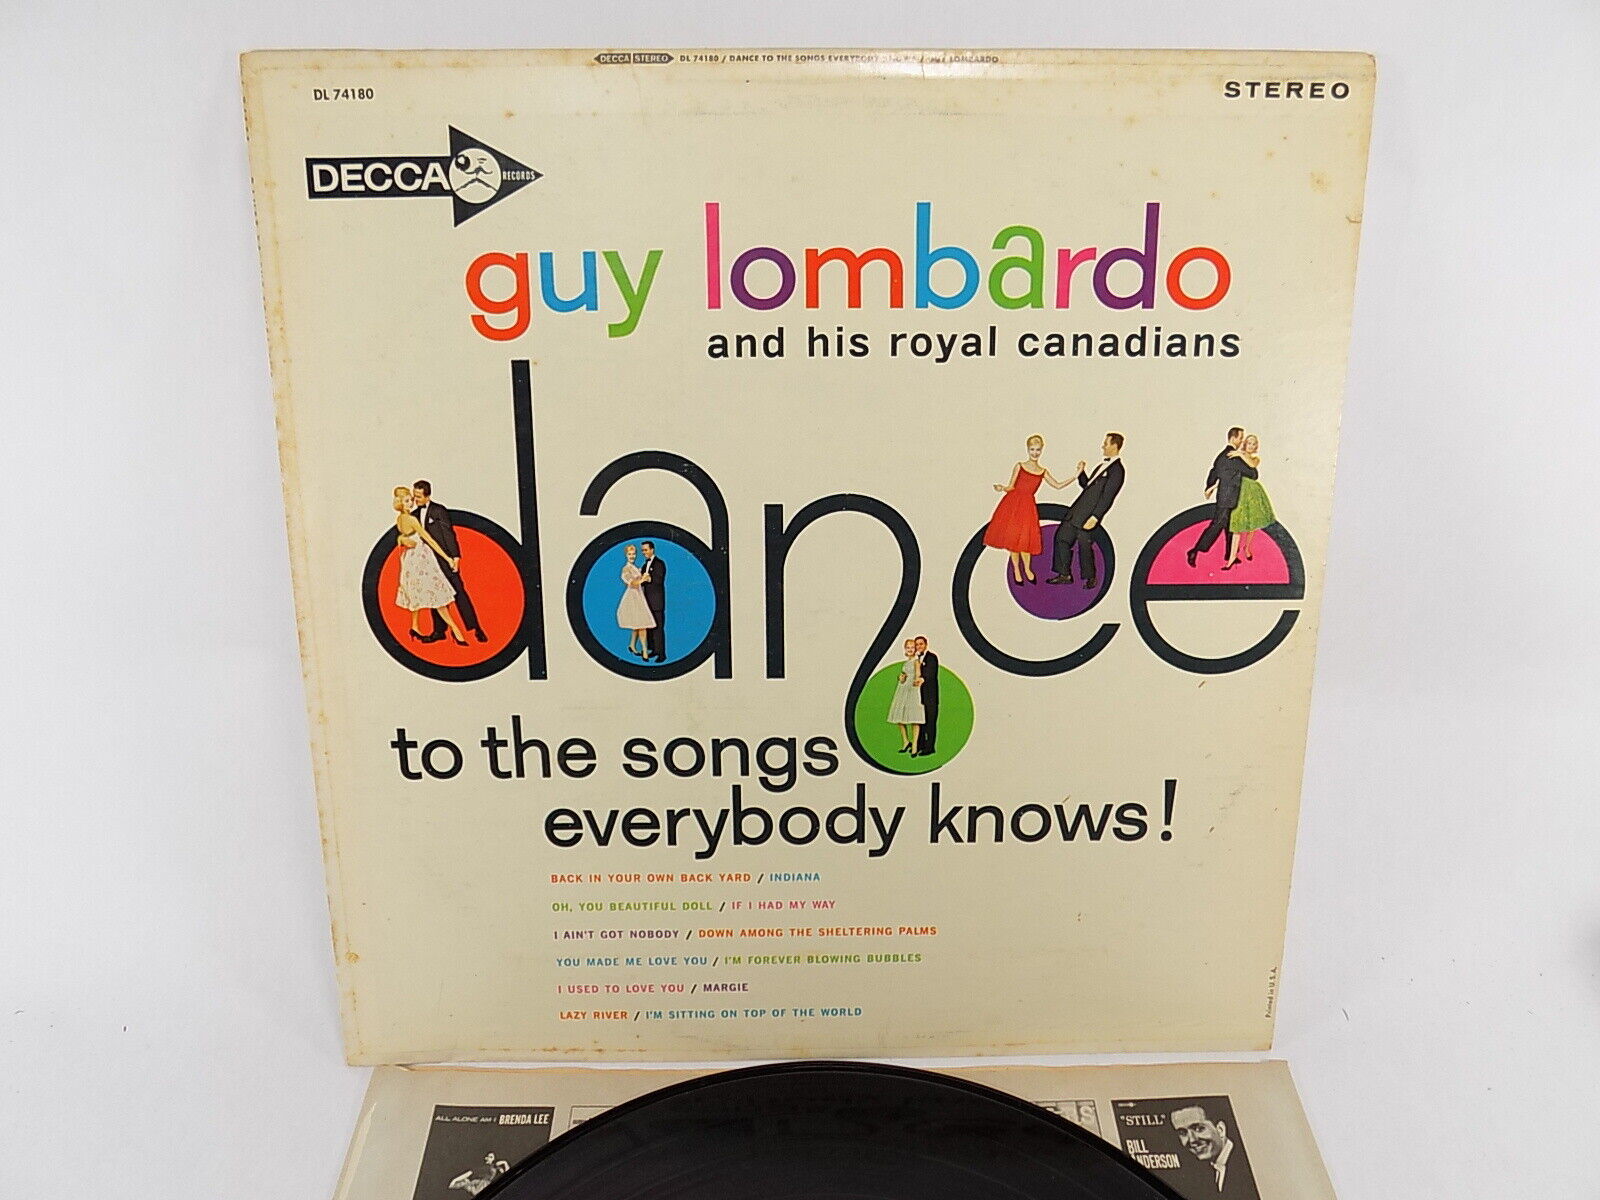 DECCA STEREO DL 74180 / DANCE TO THE SONGS EVERYBODY KNOWS / GUY LOMBARDO
DL 74180
STEREO
DECCA RECORDS
guy lombardo
and his royal canadians
dance
to the songs
everybody knows!
BACK IN YOUR OWN BACK YARD / INDIANA
OH, YOU BEAUTIFUL DOLL / IF I HAD MY WAY
I AIN'T GOT NOBODY / DOWN AMONG THE SHELTERING PALMS
YOU MADE ME LOVE YOU / I'M FOREVER BLOWING BUBBLES
I USED TO LOVE YOU / MARGIE
LAZY RIVER / I'M SITTING ON TOP OF THE WORLD
Printed in U.S.A.
ALL ALONE AM I BRENDA LEE
"STILL"
BILL
ANDERSON